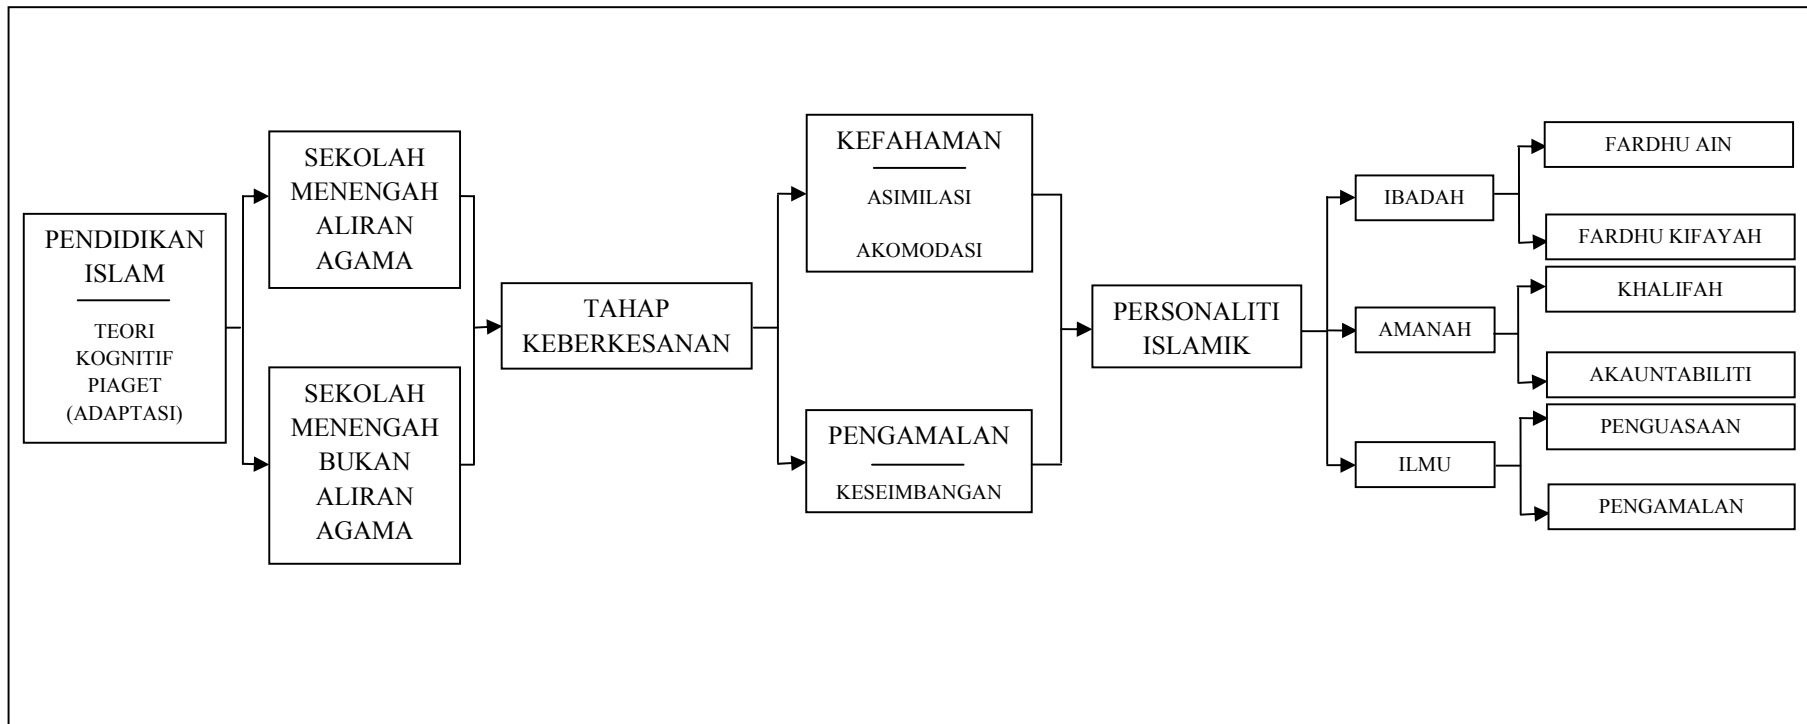 PENDIDIKAN
ISLAM
TEORI
KOGNITIF
PIAGET
(ADAPTASI)
SEKOLAH
MENENGAH
ALIRAN
AGAMA
SEKOLAH
MENENGAH
BUKAN
ALIRAN
AGAMA
TAHAP
KEBERKESANAN
KEFAHAMAN
ASIMILASI
AKOMODASI
PENGAMALAN
KESEIMBANGAN
PERSONALITI
ISLAMIK
IBADAH
AMANAH
ILMU
FARDHU AIN
FARDHU KIFAYAH
KHALIFAH
AKAUNTABILITI
PENGUASAAN
PENGAMALAN